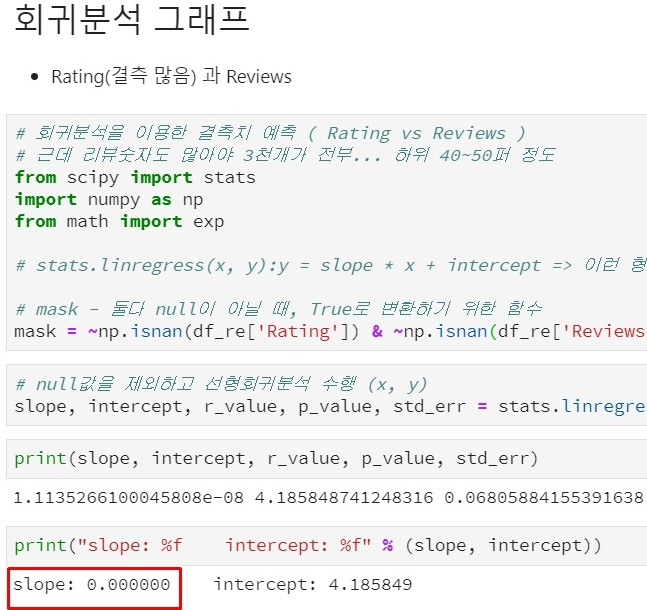 회귀분석 그래프
• Rating(결측 많음) 과 Reviews
# 회귀분석을 이용한 결측치 예측 ( Rating vs Reviews )
# 근데 리뷰숫자도 많아야 3천개가 전부... 하위 40~50퍼 정도
from scipy import stats
import numpy as np
from math import exp
# stats.linregress(x, y):y = slope * x + intercept => 이런 형
# mask - 둘다 null이 아닐 때, True로 변환하기 위한 함수
mask = ~np.isnan(df_re['Rating']) & ~np.isnan(df_re['Reviews
# null값을 제외하고 선형회귀분석 수행 (x, y)
slope, intercept, r_value, p_value, std_err = stats.linregre
print(slope, intercept, r_value, p_value, std_err)
1.1135266100045808e-08 4.185848741248316 0.06805884155391638
print("slope: %f    intercept: %f" % (slope, intercept))
slope: 0.000000    intercept: 4.185849